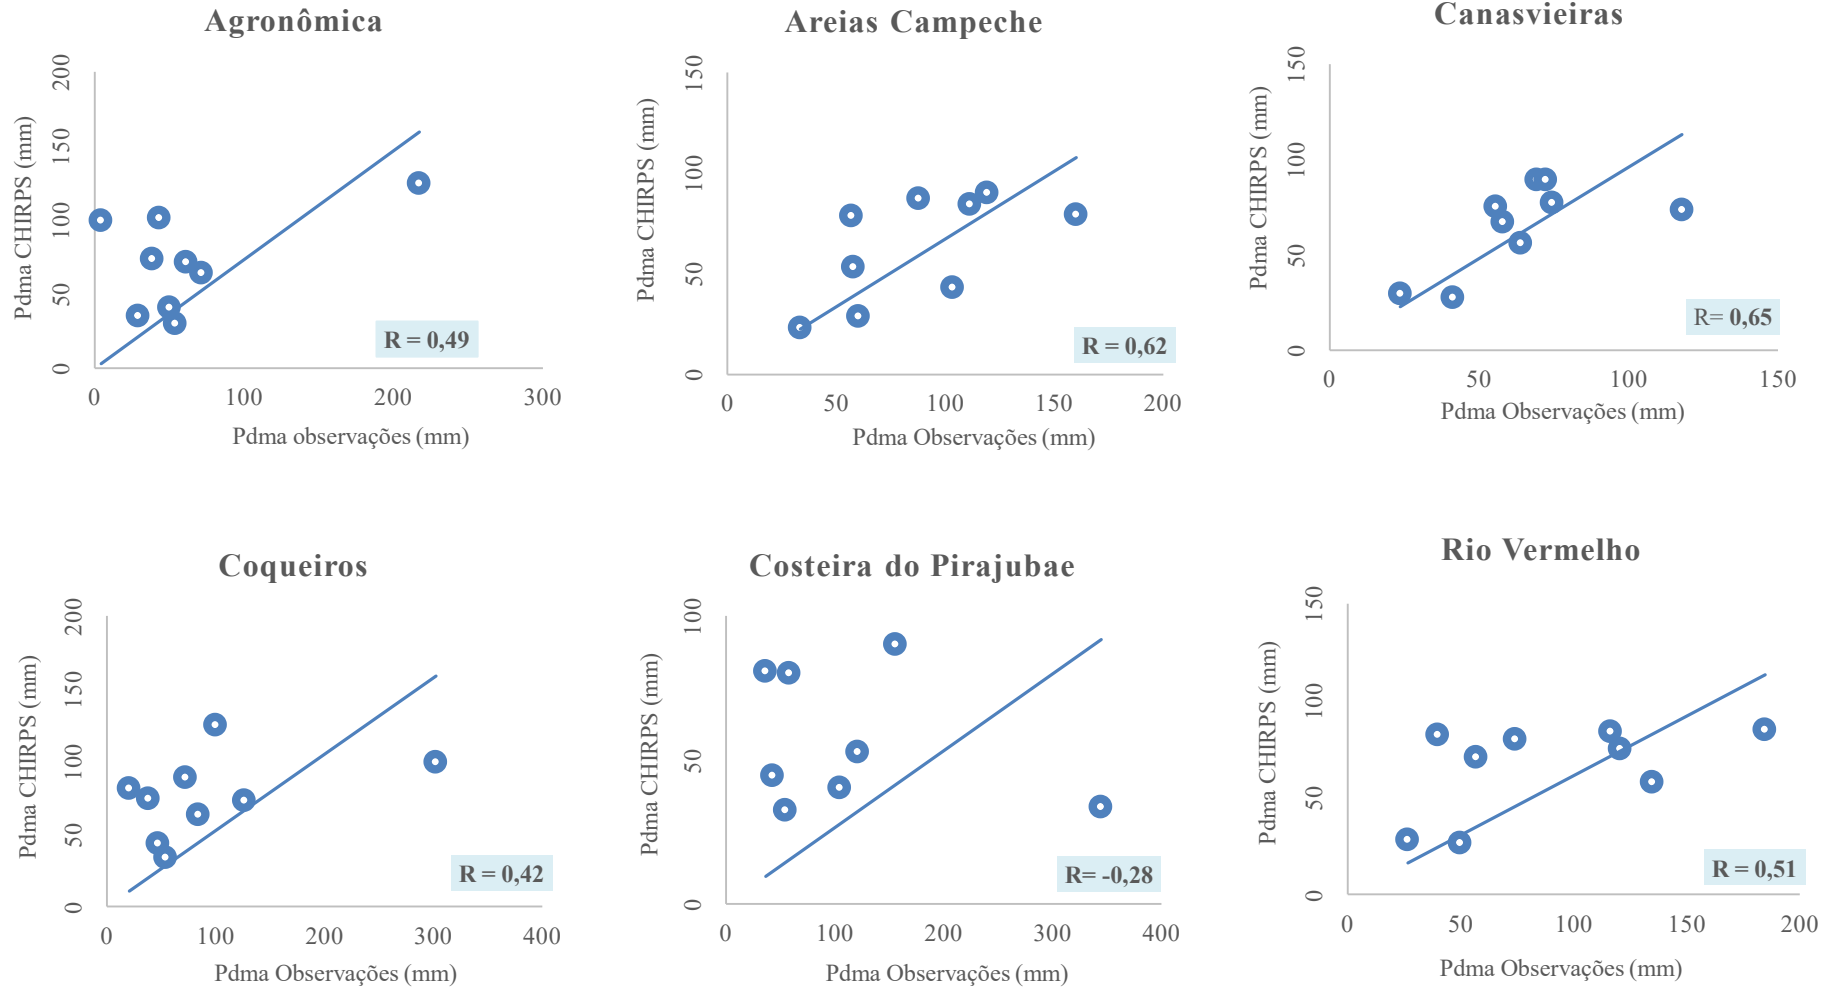 Agronômica
Pdma CHIRPS (mm)
200
150
100
50
0
0 100 200 300
Pdma observações (mm)
R = 0,49
Areias Campeche
Pdma CHIRPS (mm)
150
100
50
0
0 50 100 150 200
Pdma Observações (mm)
R = 0,62
Canasvieiras
Pdma CHIRPS (mm)
150
100
50
0
0 50 100 150
Pdma Observações (mm)
R= 0,65
Coqueiros
Pdma CHIRPS (mm)
200
150
100
50
0
0 100 200 300 400
Pdma Observações (mm)
R = 0,42
Costeira do Pirajubae
Pdma CHIRPS (mm)
100
50
0
0 100 200 300 400
Pdma Observações (mm)
R= -0,28
Rio Vermelho
Pdma CHIRPS (mm)
150
100
50
0
0 50 100 150 200
Pdma Observações (mm)
R = 0,51